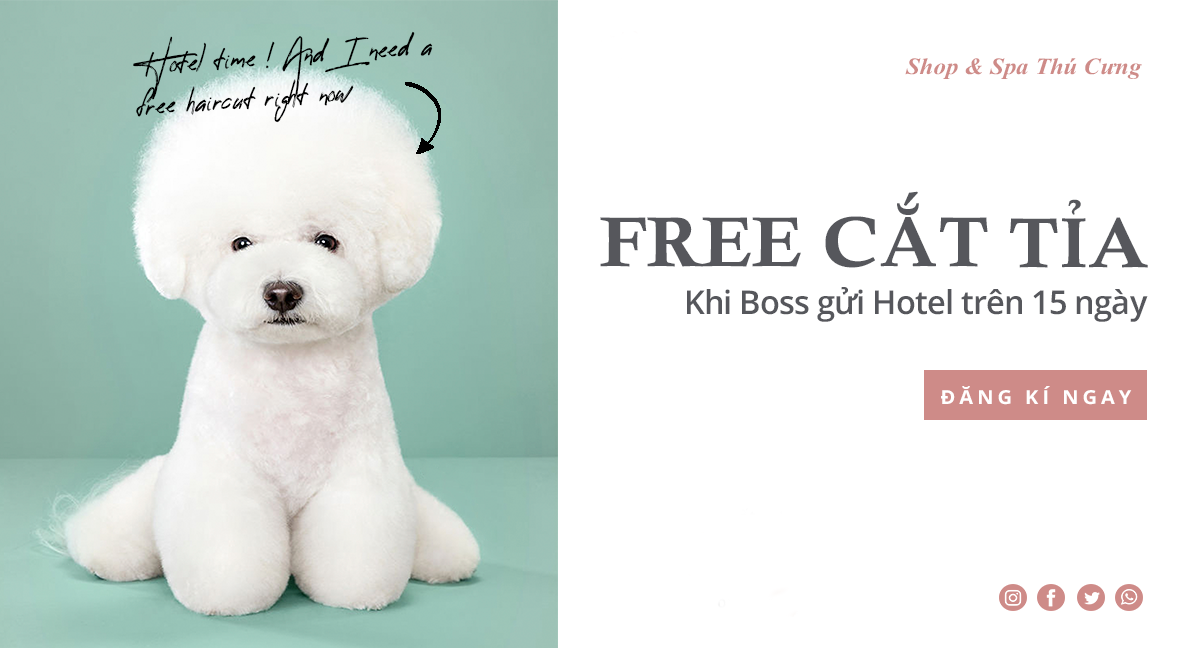 Hotel time! And I need a
free haircut right now
Shop & Spa Thú Cưng
FREE CẮT TỈA
Khi Boss gửi Hotel trên 15 ngày
ĐĂNG KÍ NGAY